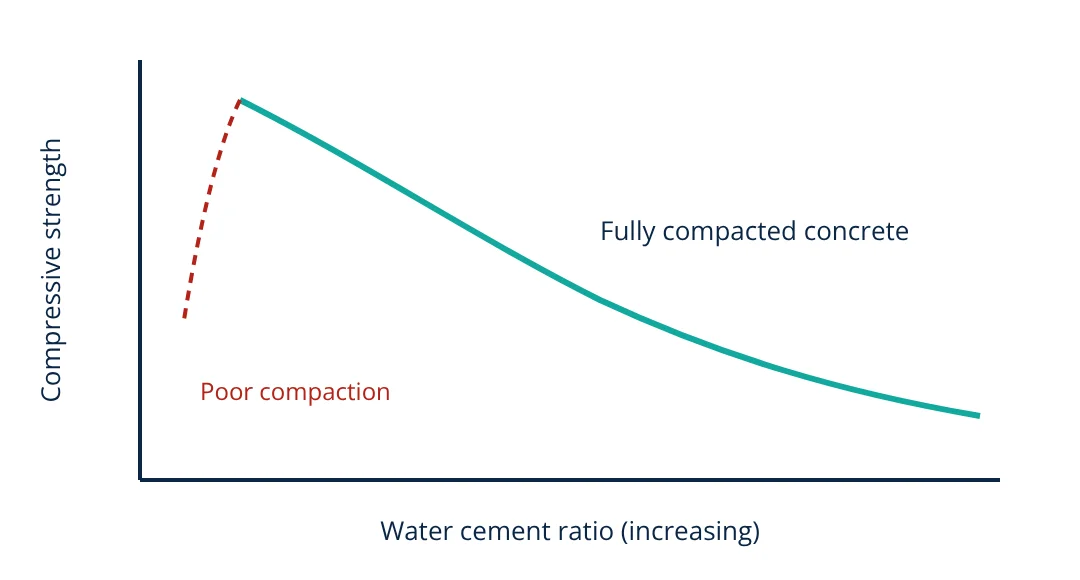 Compressive strength
Fully compacted concrete
Poor compaction
Water cement ratio (increasing)